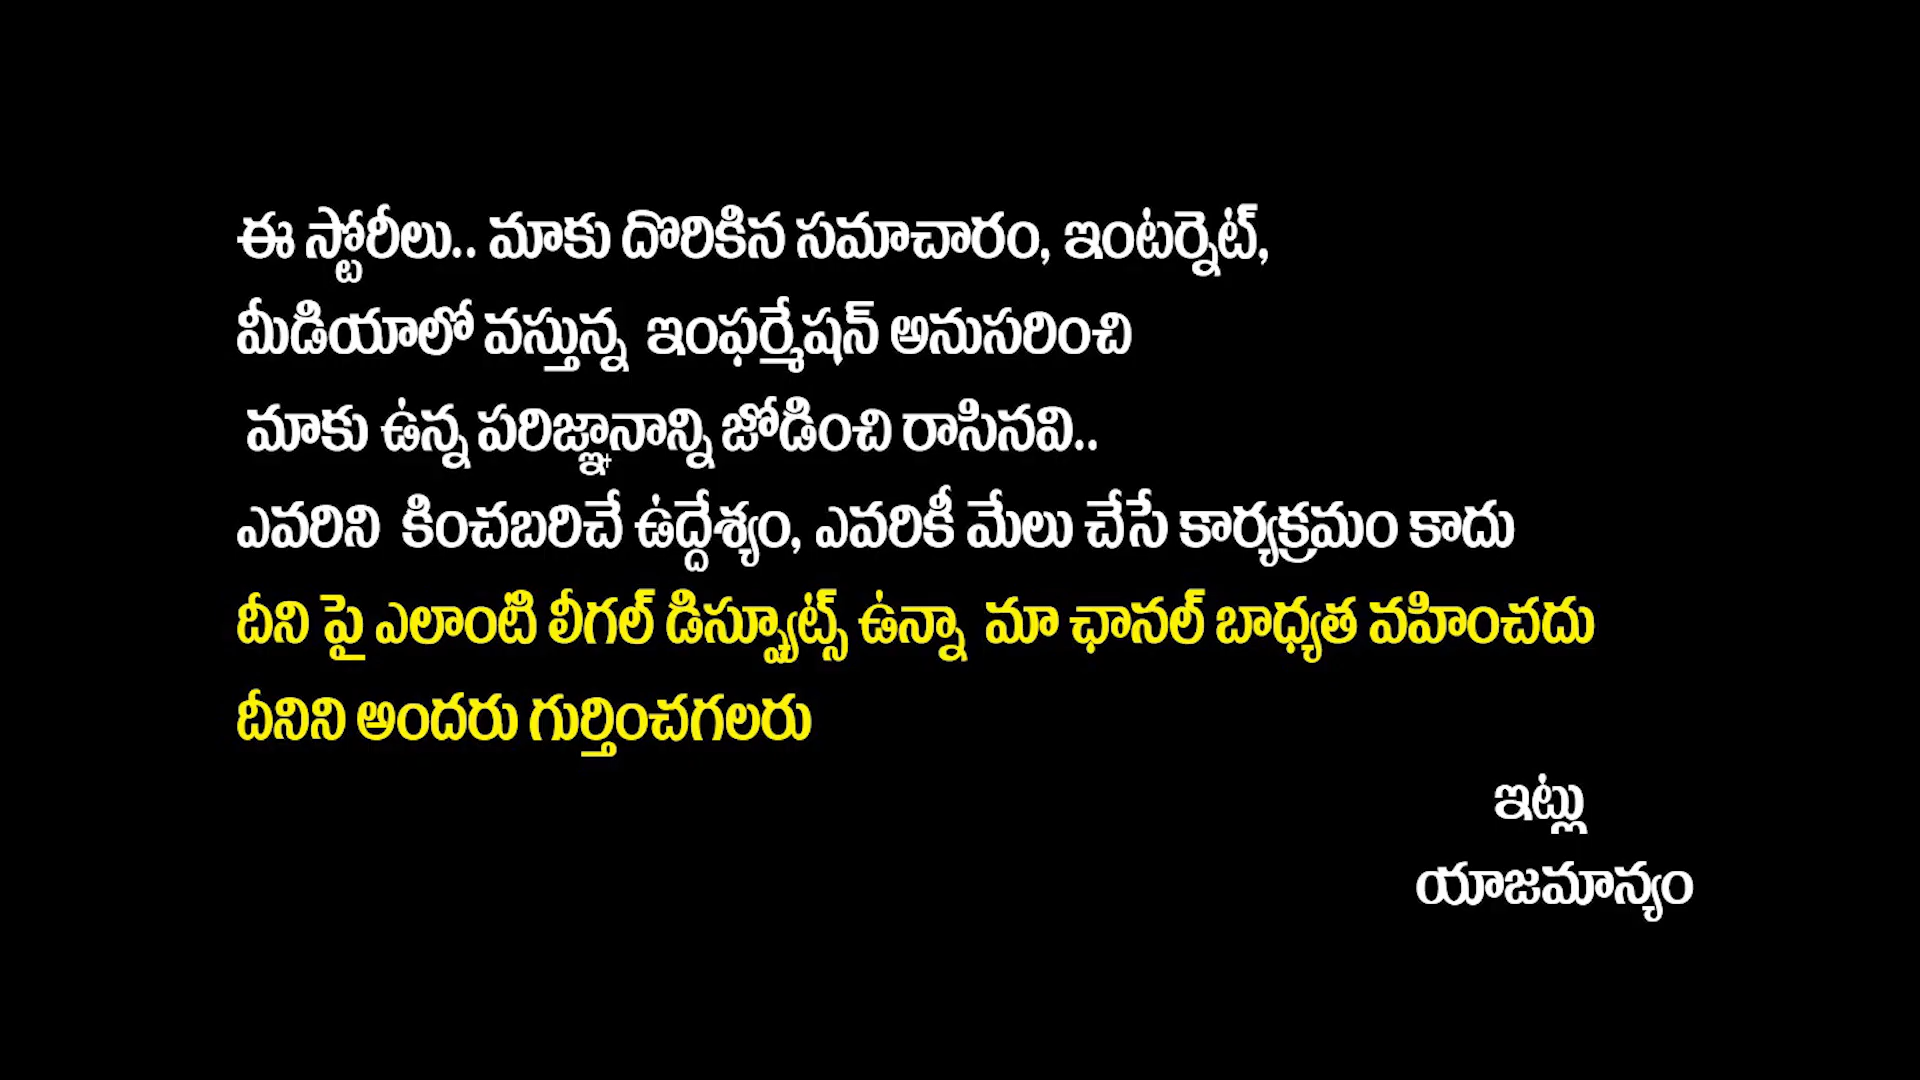 ఈ స్టోరీలు.. మాకు దొరికిన సమాచారం, ఇంటర్నెట్,
మీడియాలో వస్తున్న ఇంఫర్మేషన్ అనుసరించి
మాకు ఉన్న పరిజ్ఞానాన్ని జోడించి రాసినవి..
ఎవరిని కించబరిచే ఉద్దేశ్యం, ఎవరికీ మేలు చేసే కార్యక్రమం కాదు
దీని పై ఎలాంటి లీగల్ డిస్ప్యూట్స్ ఉన్నా మా ఛానల్ బాధ్యత వహించదు
దీనిని అందరు గుర్తించగలరు
ఇట్లు
యాజమాన్యం